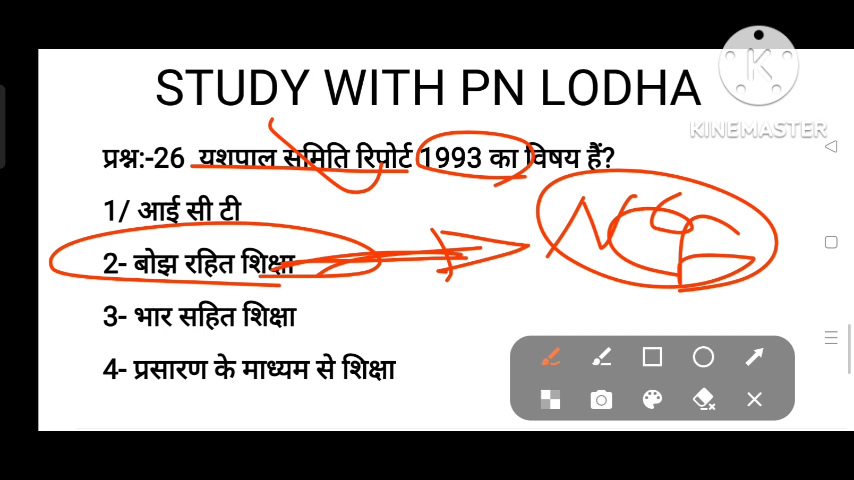 STUDY WITH PN LODHA
KINEMASTER
प्रश्न:-26 यशपाल समिति रिपोर्ट 1993 का विषय हैं?
1/ आई सी टी
2- बोझ रहित शिक्षा
3- भार सहित शिक्षा
4- प्रसारण के माध्यम से शिक्षा